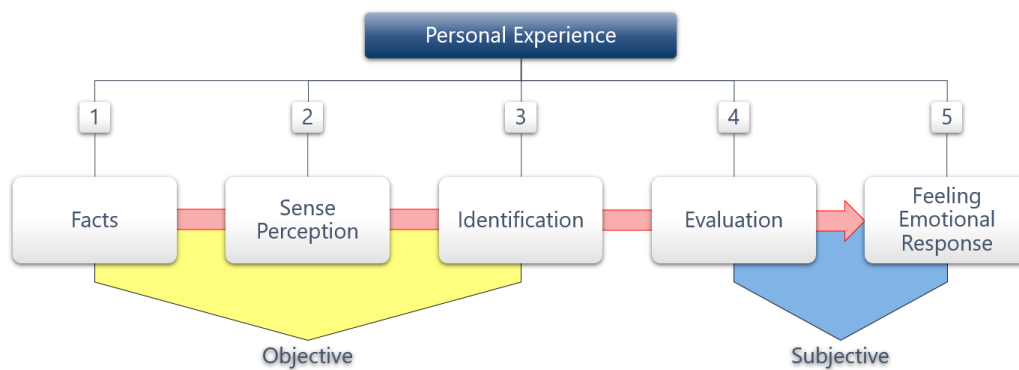 Personal Experience
1
2
3
4
5
Facts
Sense
Perception
Identification
Evaluation
Feeling
Emotional
Response
Objective
Subjective